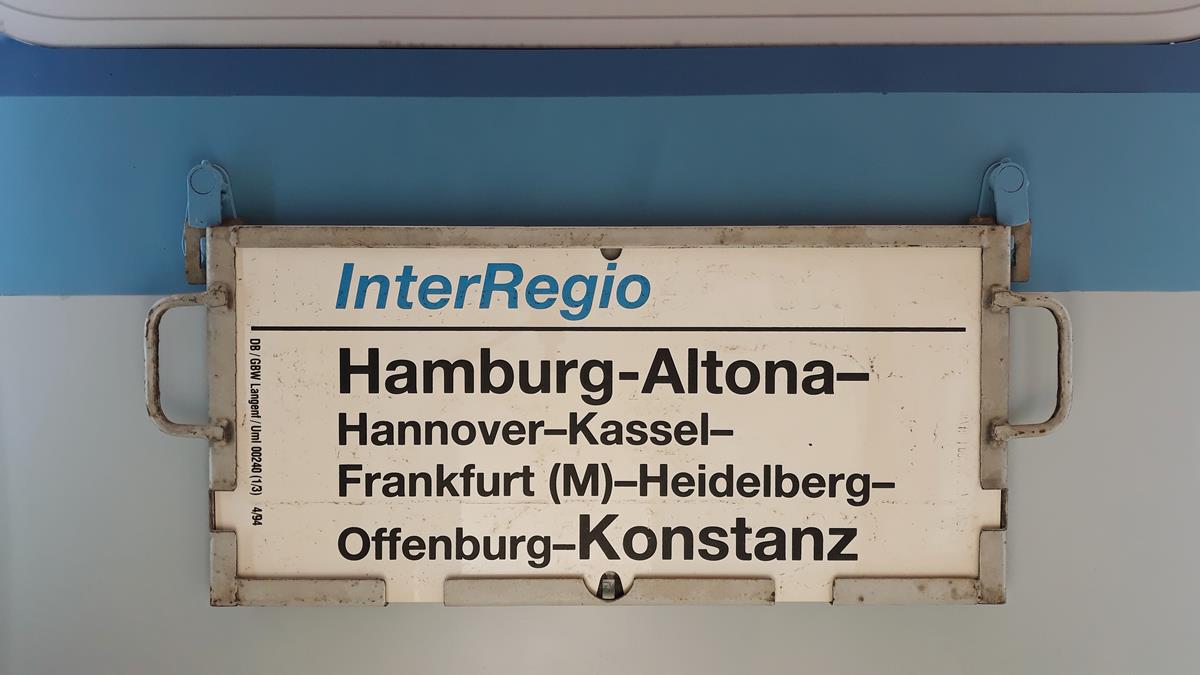 InterRegio
Hamburg-Altona–
Hannover–Kassel–
Frankfurt (M)–Heidelberg–
Offenburg–Konstanz
DB / GBW Langenf / Uml 00240 (1/3) 4/94